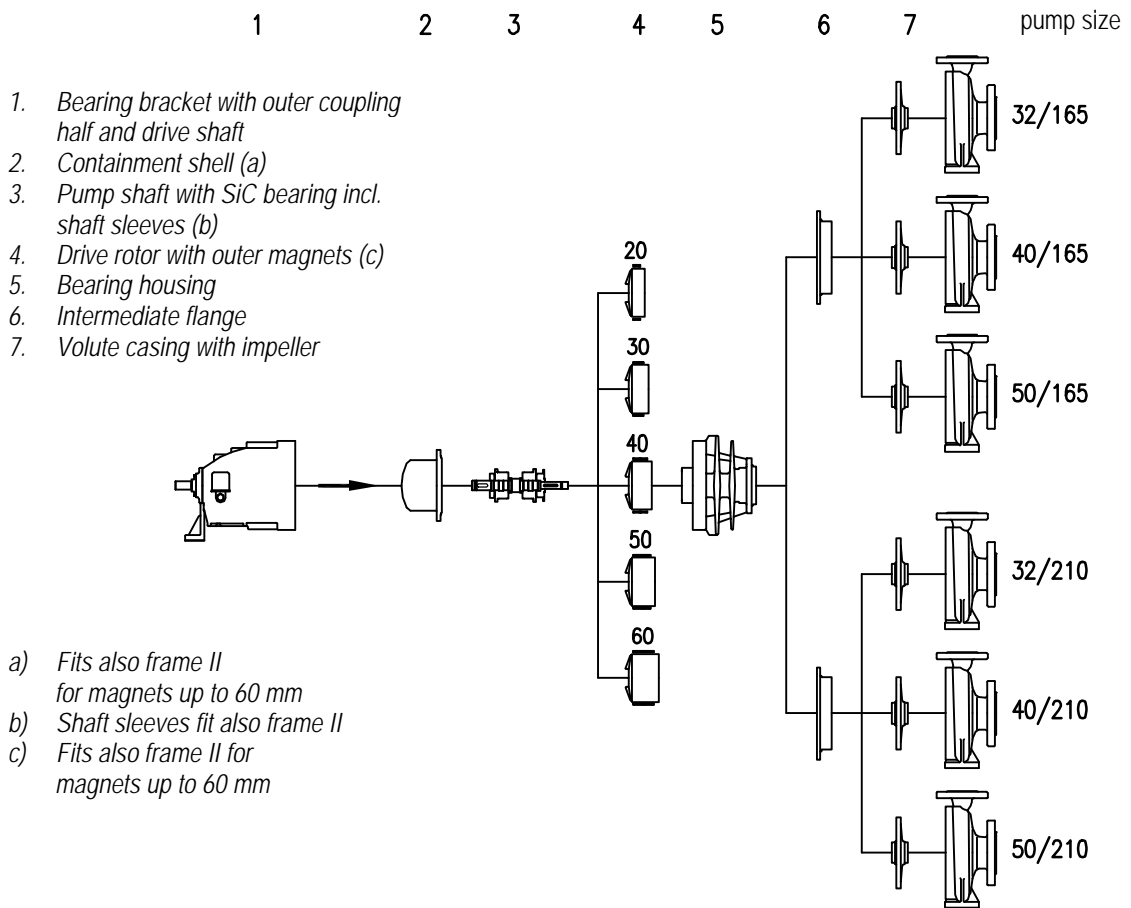 1 2 3 4 5 6 7 pump size
1. Bearing bracket with outer coupling
half and drive shaft
2. Containment shell (a)
3. Pump shaft with SiC bearing incl.
shaft sleeves (b)
4. Drive rotor with outer magnets (c)
5. Bearing housing
6. Intermediate flange
7. Volute casing with impeller
20
30
40
50
60
32/165
40/165
50/165
32/210
40/210
50/210
a) Fits also frame II
for magnets up to 60 mm
b) Shaft sleeves fit also frame II
c) Fits also frame II for
magnets up to 60 mm